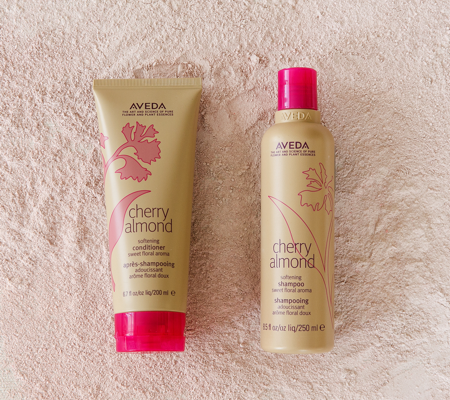 AVEDA
THE ART AND SCIENCE OF PURE
FLOWER AND PLANT ESSENCES
cherry
almond
softening
conditioner
sweet floral aroma
après-shampooing
adoucissant
arôme floral doux
6.7 fl oz/oz liq/200 ml e
AVEDA
AVEDA
THE ART AND SCIENCE OF PURE
FLOWER AND PLANT ESSENCES
cherry
almond
softening
shampoo
sweet floral aroma
shampooing
adoucissant
arôme floral doux
8.5 fl oz/oz liq/250 ml e